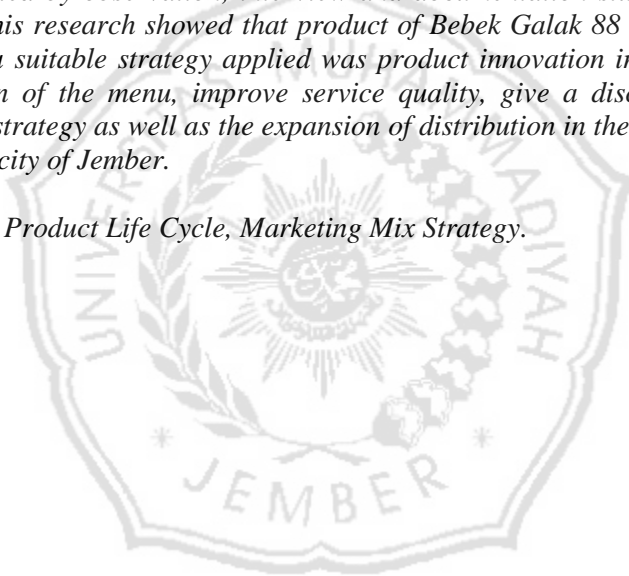 his research showed that product of Bebek Galak 88
suitable strategy applied was product innovation in
n of the menu, improve service quality, give a
strategy as well as the expansion of distribution in the
city of Jember.
Product Life Cycle, Marketing Mix Strategy.
UNIVERSITAS MUHAMMADIYAH
JEMBER